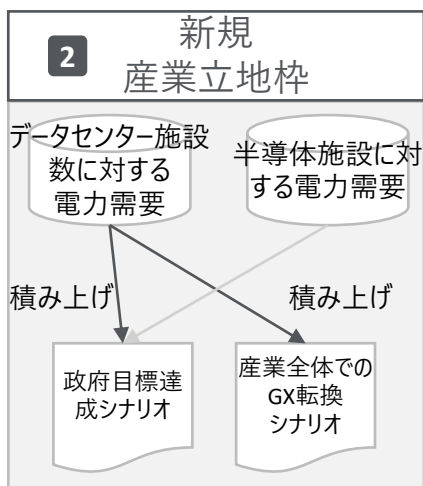 2
新規
産業立地枠
データセンター施設
数に対する
電力需要
半導体施設に対
する電力需要
積み上げ
積み上げ
政府目標達
成シナリオ
産業全体での
GX転換
シナリオ